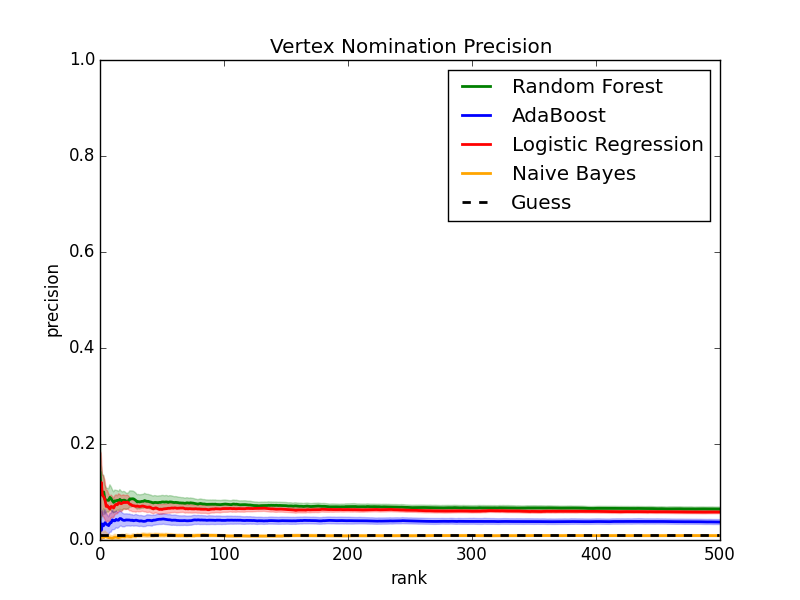 Vertex Nomination Precision
1.0
0.8
0.6
0.4
0.2
0.0
precision
Random Forest
AdaBoost
Logistic Regression
Naive Bayes
Guess
0 100 200 300 400 500
rank